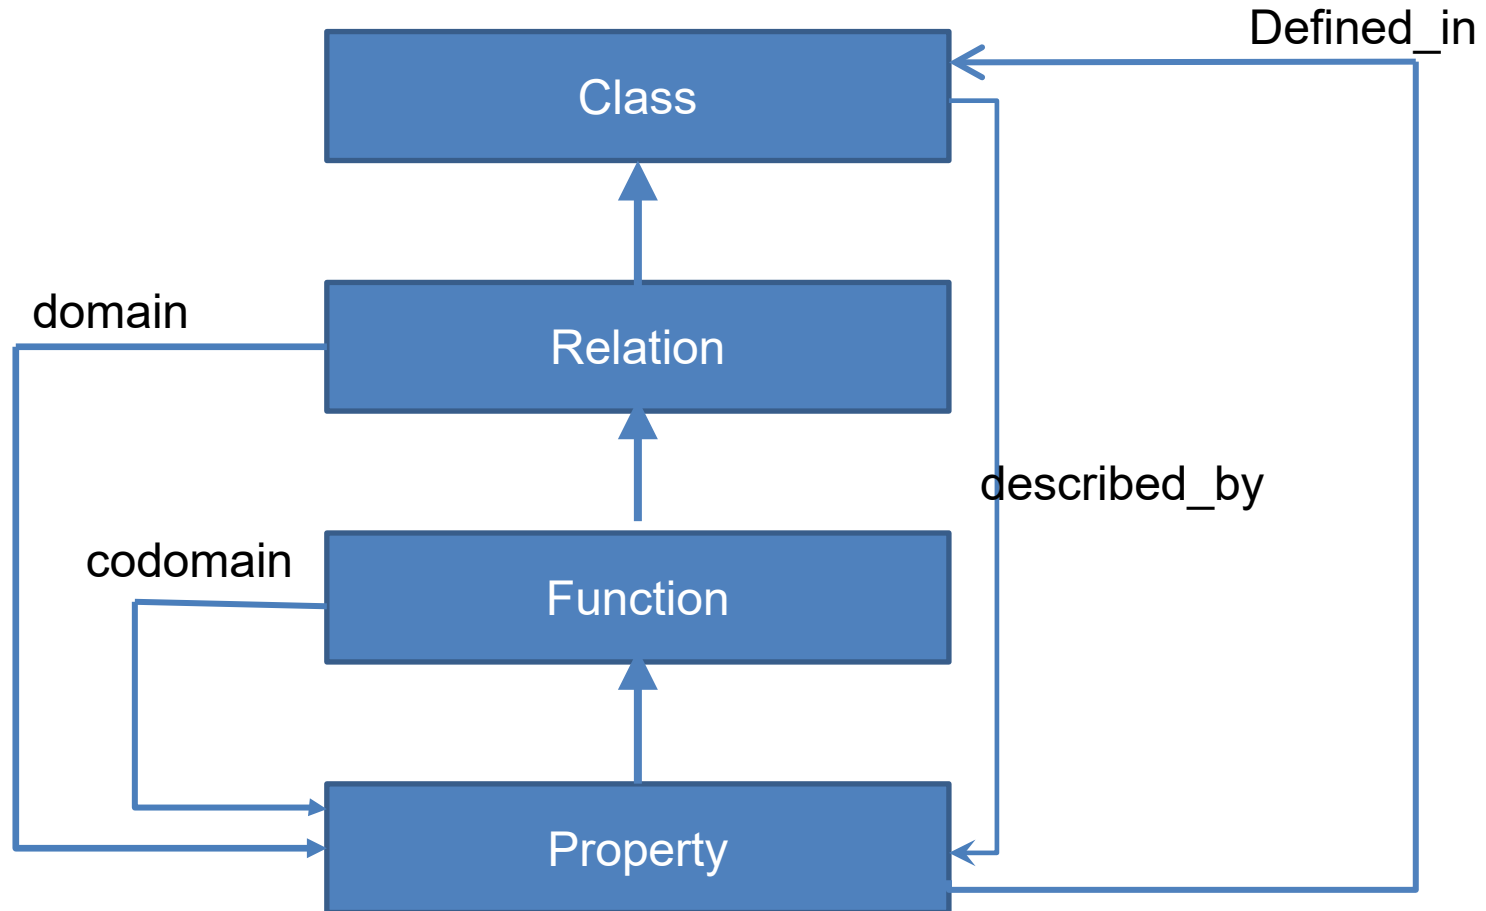 Defined_in
Class
domain
Relation
described_by
codomain
Function
Property